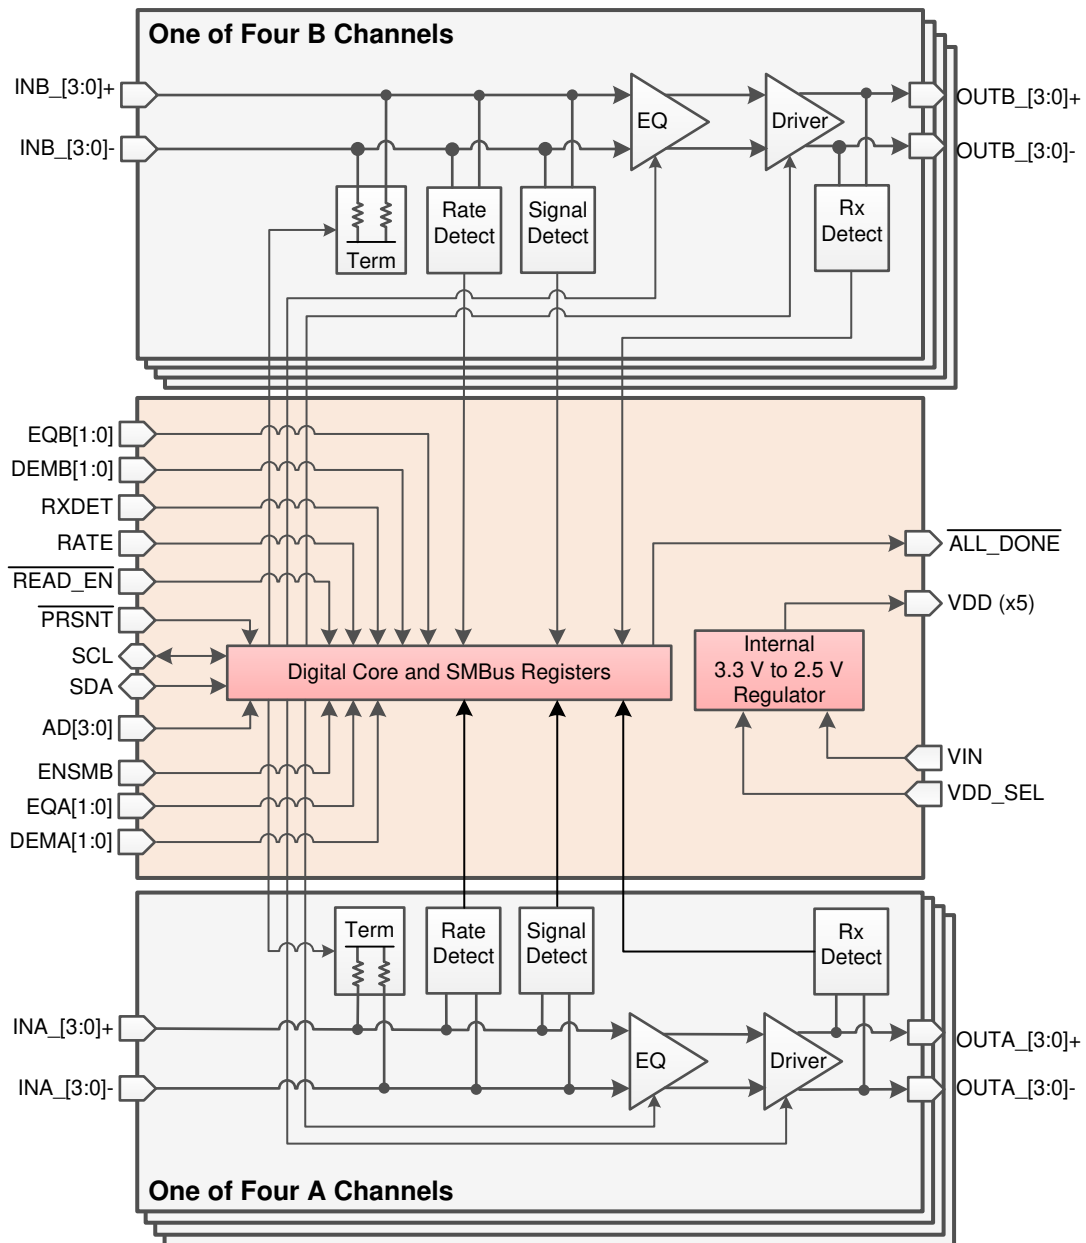 One of Four B Channels
INB_[3:0]+
INB_[3:0]-
EQ
Driver
OUTB_[3:0]+
OUTB_[3:0]-
Term
Rate
Detect
Signal
Detect
Rx
Detect
EQB[1:0]
DEMB[1:0]
RXDET
RATE
READ_EN
PRSNT
SCL
SDA
AD[3:0]
ENSMB
EQA[1:0]
DEMA[1:0]
Digital Core and SMBus Registers
ALL_DONE
VDD (x5)
Internal
3.3 V to 2.5 V
Regulator
VIN
VDD_SEL
Term
Rate
Detect
Signal
Detect
Rx
Detect
INA_[3:0]+
INA_[3:0]-
EQ
Driver
OUTA_[3:0]+
OUTA_[3:0]-
One of Four A Channels